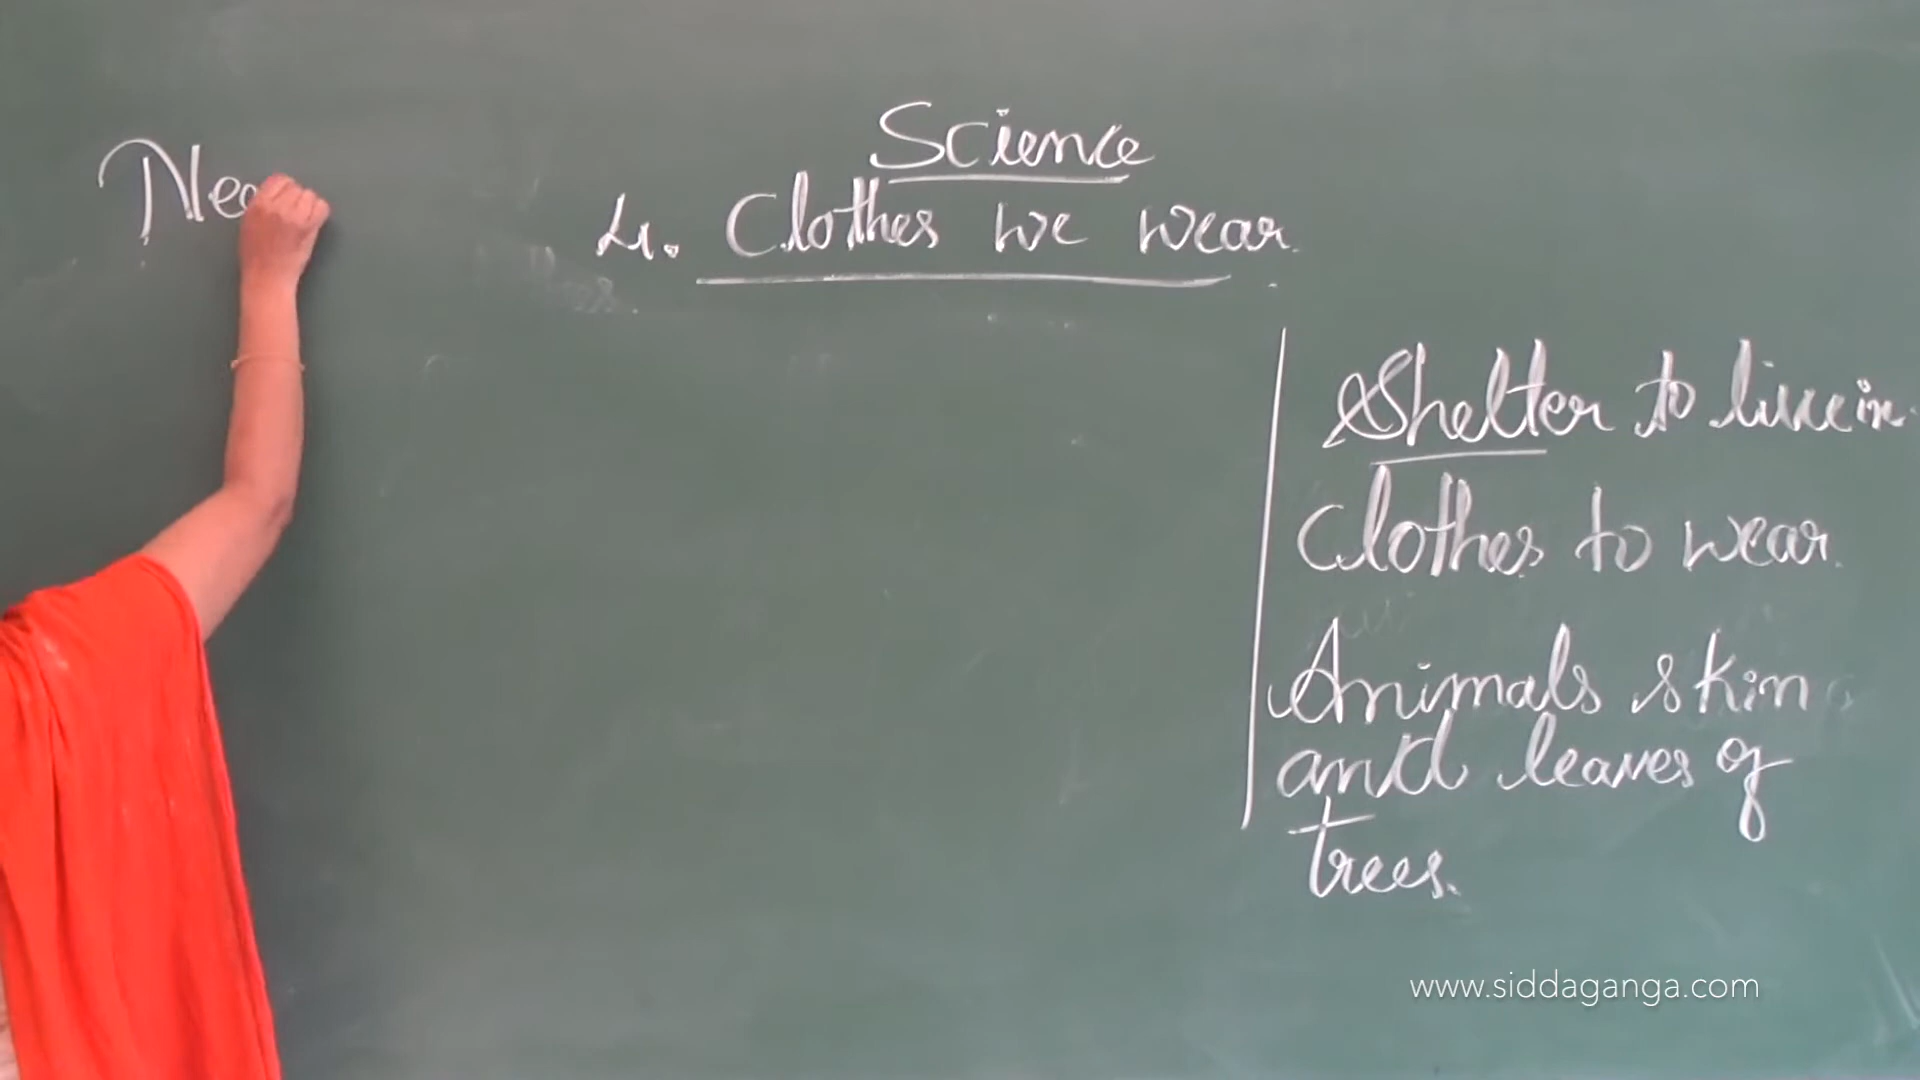 Science
4. Clothes we wear.
Shelter to live in.
Clothes to wear.
Animals skin
and leaves of
trees.
www.siddaganga.com